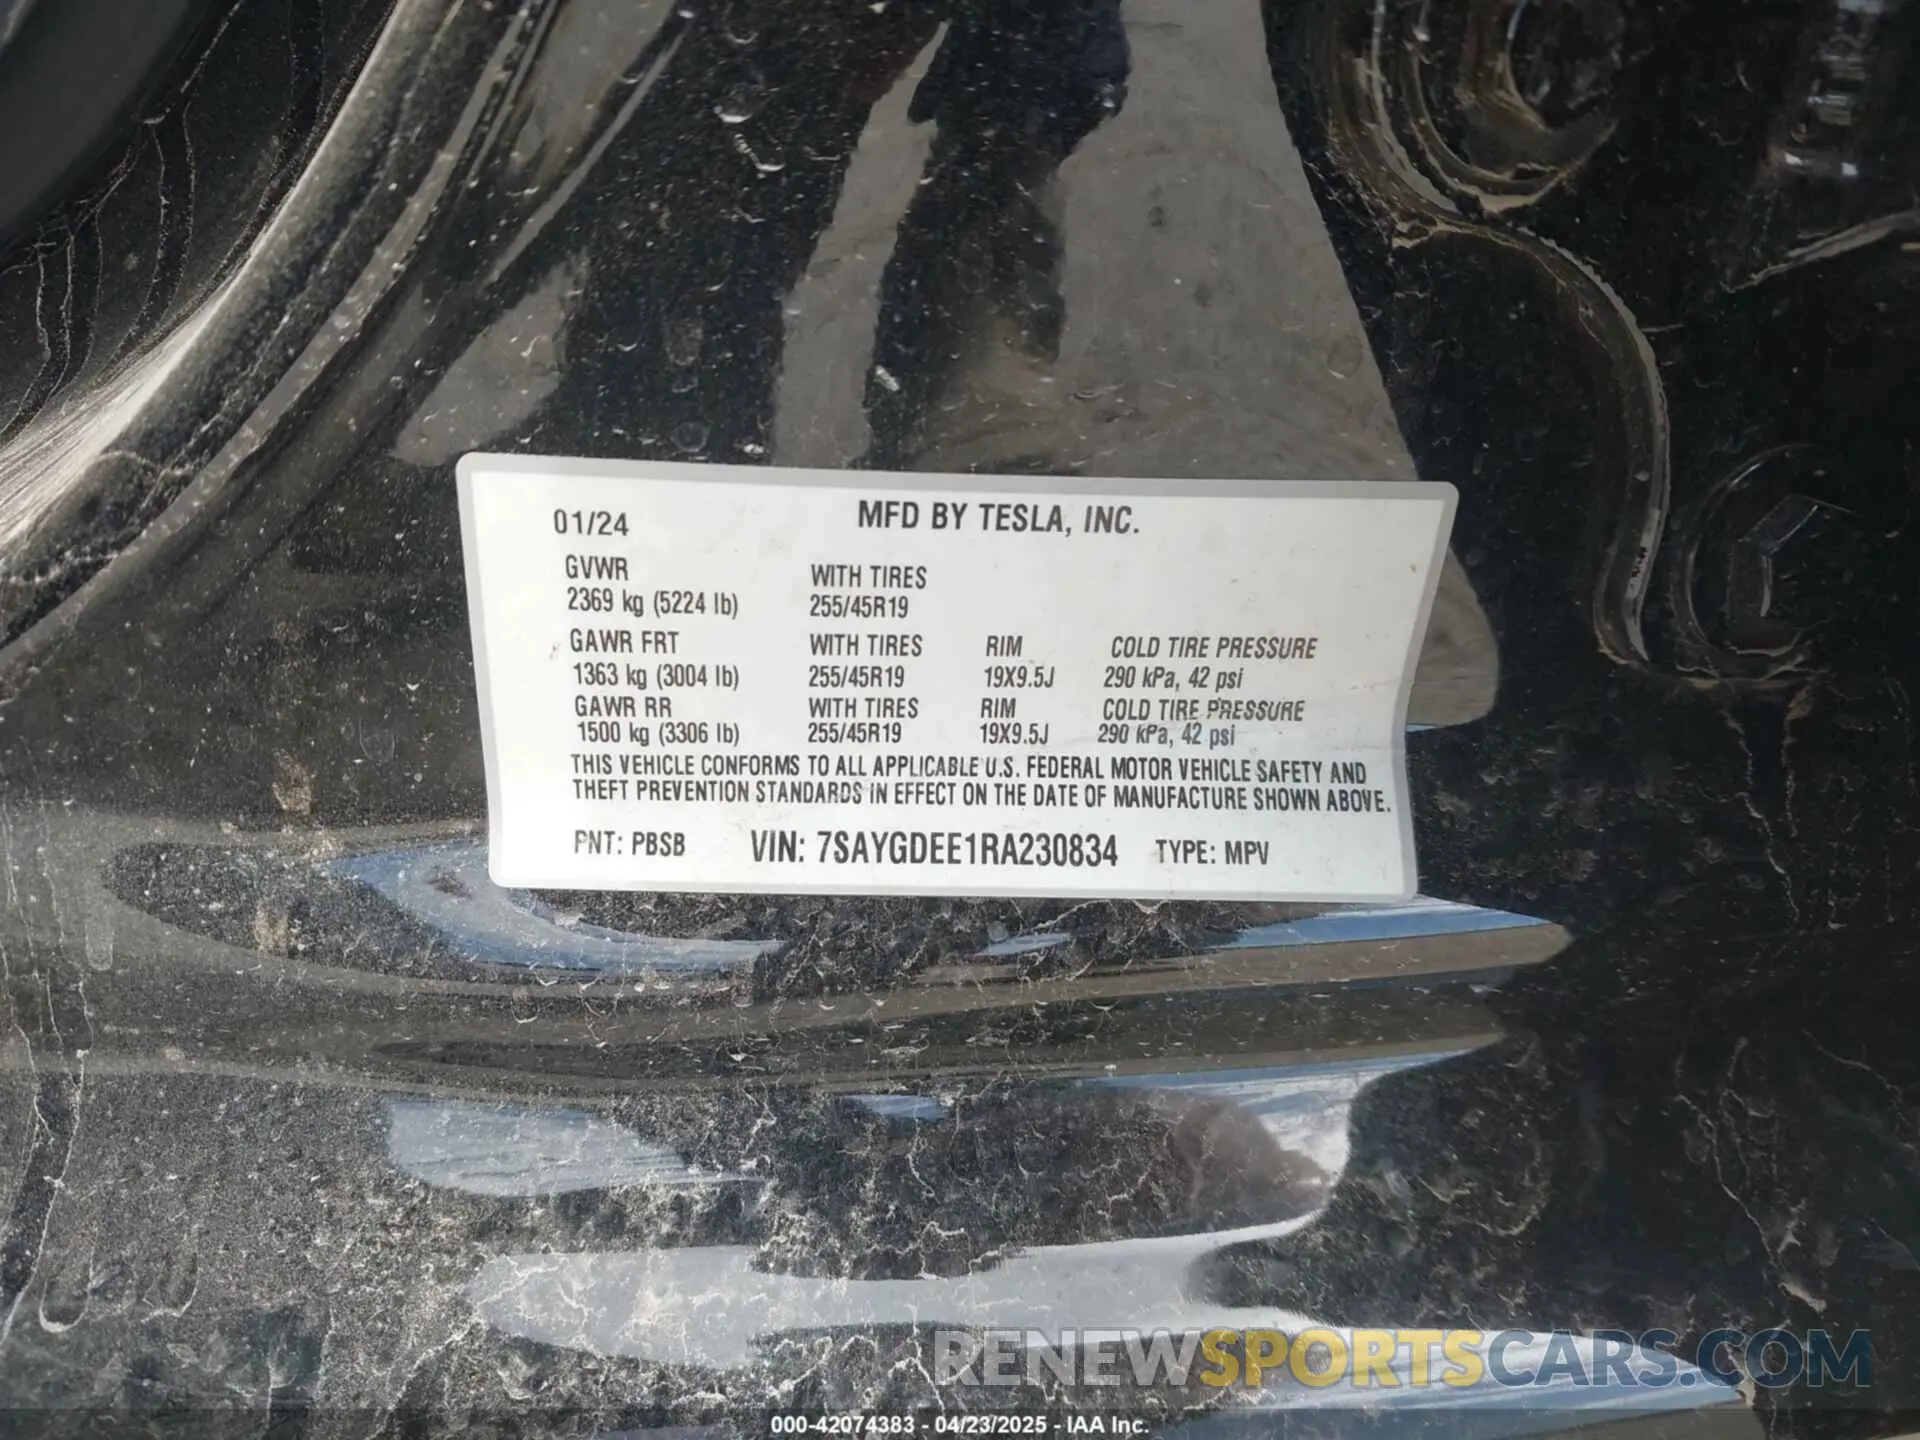 01/24 MFD BY TESLA, INC.
GVWR WITH TIRES
2369 kg (5224 lb) 255/45R19
GAWR FRT WITH TIRES RIM COLD TIRE PRESSURE
1363 kg (3004 lb) 255/45R19 19X9.5J 290 kPa, 42 psi
GAWR RR WITH TIRES RIM COLD TIRE PRESSURE
1500 kg (3306 lb) 255/45R19 19X9.5J 290 kPa, 42 psi
THIS VEHICLE CONFORMS TO ALL APPLICABLE U.S. FEDERAL MOTOR VEHICLE SAFETY AND
THEFT PREVENTION STANDARDS IN EFFECT ON THE DATE OF MANUFACTURE SHOWN ABOVE.
PNT: PBSB VIN: 7SAYGDEE1RA230834 TYPE: MPV
RENEWSPORTSCARS.COM
000-42074383 - 04/23/2025 - IAA Inc.